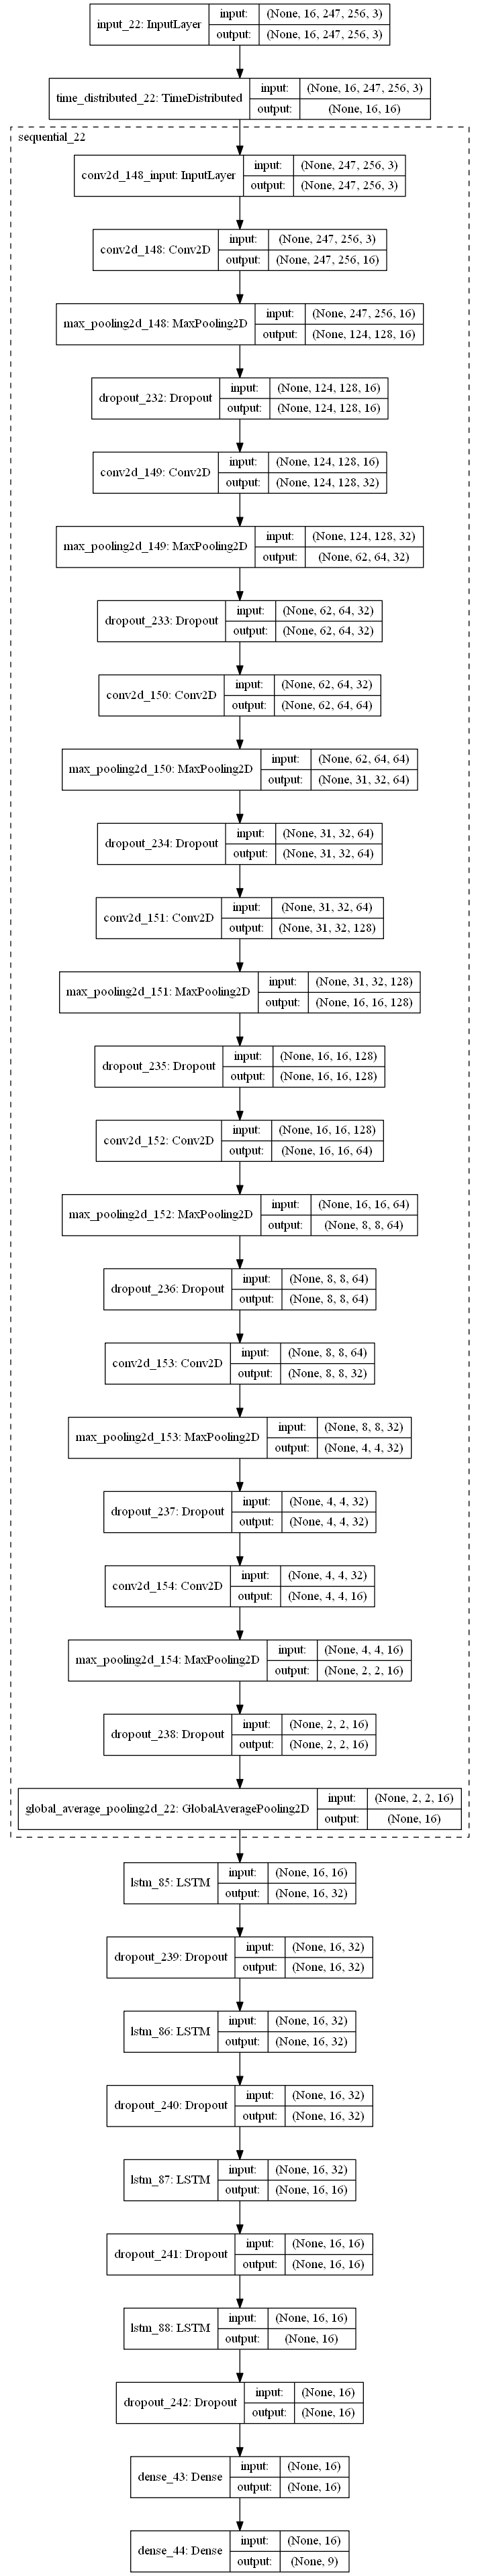 input_22: InputLayer input: (None, 16, 247, 256, 3)
output: (None, 16, 247, 256, 3)
time_distributed_22: TimeDistributed input: (None, 16, 247, 256, 3)
output: (None, 16, 16)
sequential_22
conv2d_148_input: InputLayer input: (None, 247, 256, 3)
output: (None, 247, 256, 3)
conv2d_148: Conv2D input: (None, 247, 256, 3)
output: (None, 247, 256, 16)
max_pooling2d_148: MaxPooling2D input: (None, 247, 256, 16)
output: (None, 124, 128, 16)
dropout_232: Dropout input: (None, 124, 128, 16)
output: (None, 124, 128, 16)
conv2d_149: Conv2D input: (None, 124, 128, 16)
output: (None, 124, 128, 32)
max_pooling2d_149: MaxPooling2D input: (None, 124, 128, 32)
output: (None, 62, 64, 32)
dropout_233: Dropout input: (None, 62, 64, 32)
output: (None, 62, 64, 32)
conv2d_150: Conv2D input: (None, 62, 64, 32)
output: (None, 62, 64, 64)
max_pooling2d_150: MaxPooling2D input: (None, 62, 64, 64)
output: (None, 31, 32, 64)
dropout_234: Dropout input: (None, 31, 32, 64)
output: (None, 31, 32, 64)
conv2d_151: Conv2D input: (None, 31, 32, 64)
output: (None, 31, 32, 128)
max_pooling2d_151: MaxPooling2D input: (None, 31, 32, 128)
output: (None, 16, 16, 128)
dropout_235: Dropout input: (None, 16, 16, 128)
output: (None, 16, 16, 128)
conv2d_152: Conv2D input: (None, 16, 16, 128)
output: (None, 16, 16, 64)
max_pooling2d_152: MaxPooling2D input: (None, 16, 16, 64)
output: (None, 8, 8, 64)
dropout_236: Dropout input: (None, 8, 8, 64)
output: (None, 8, 8, 64)
conv2d_153: Conv2D input: (None, 8, 8, 64)
output: (None, 8, 8, 32)
max_pooling2d_153: MaxPooling2D input: (None, 8, 8, 32)
output: (None, 4, 4, 32)
dropout_237: Dropout input: (None, 4, 4, 32)
output: (None, 4, 4, 32)
conv2d_154: Conv2D input: (None, 4, 4, 32)
output: (None, 4, 4, 16)
max_pooling2d_154: MaxPooling2D input: (None, 4, 4, 16)
output: (None, 2, 2, 16)
dropout_238: Dropout input: (None, 2, 2, 16)
output: (None, 2, 2, 16)
global_average_pooling2d_22: GlobalAveragePooling2D input: (None, 2, 2, 16)
output: (None, 16)
lstm_85: LSTM input: (None, 16, 16)
output: (None, 16, 32)
dropout_239: Dropout input: (None, 16, 32)
output: (None, 16, 32)
lstm_86: LSTM input: (None, 16, 32)
output: (None, 16, 32)
dropout_240: Dropout input: (None, 16, 32)
output: (None, 16, 32)
lstm_87: LSTM input: (None, 16, 32)
output: (None, 16, 16)
dropout_241: Dropout input: (None, 16, 16)
output: (None, 16, 16)
lstm_88: LSTM input: (None, 16, 16)
output: (None, 16)
dropout_242: Dropout input: (None, 16)
output: (None, 16)
dense_43: Dense input: (None, 16)
output: (None, 16)
dense_44: Dense input: (None, 16)
output: (None, 9)